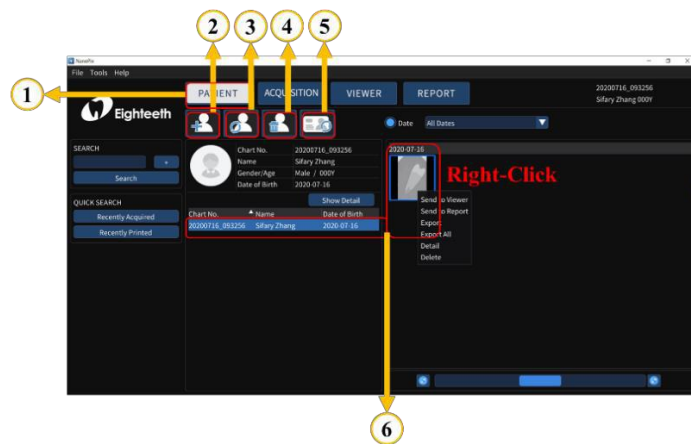 2
3
4
5
NanoPix
File Tools Help
1
PATIENT
ACQUISITION
VIEWER
REPORT
20200716_093256
Sifary Zhang 000Y
Eighteeth
Date
All Dates
SEARCH
+
Search
QUICK SEARCH
Recently Acquired
Recently Printed
Chart No. 20200716_093256
Name Sifary Zhang
Gender/Age Male / 000Y
Date of Birth 2020-07-16
Show Detail
Chart No. Name Date of Birth
20200716_093256 Sifary Zhang 2020-07-16
2020-07-16
Right-Click
Send to Viewer
Send to Report
Export
Export All
Detail
Delete
6